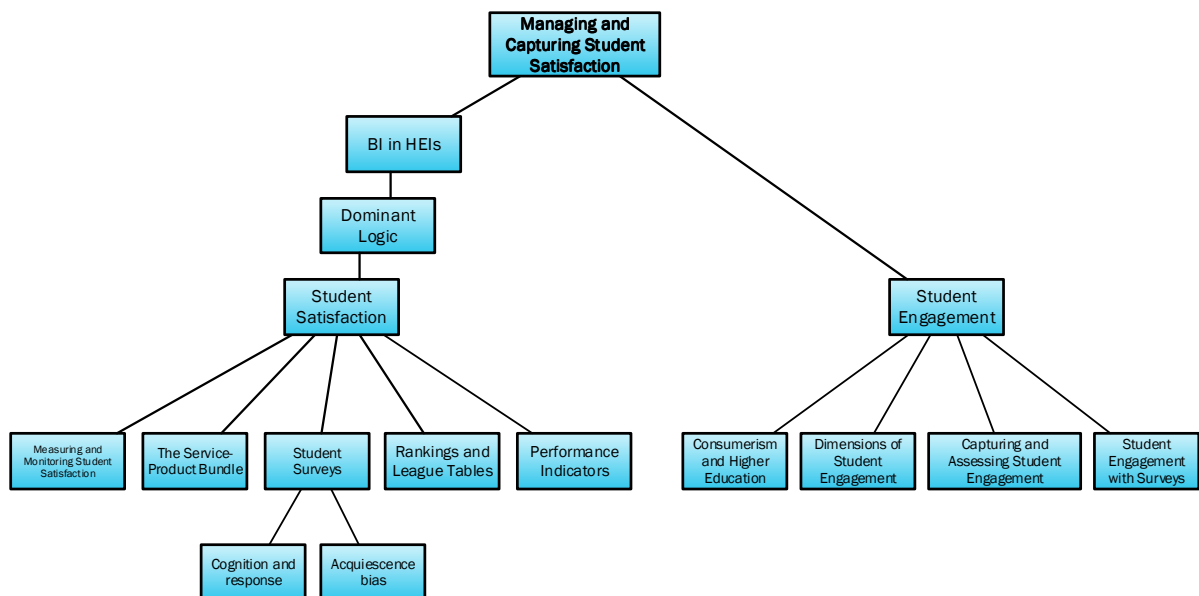 Managing and
Capturing Student
Satisfaction
BI in HEIs
Dominant
Logic
Student
Satisfaction
Student
Engagement
Measuring and
Monitoring Student
Satisfaction
The Service-
Product Bundle
Student
Surveys
Rankings and
League Tables
Performance
Indicators
Consumerism
and Higher
Education
Dimensions of
Student
Engagement
Capturing and
Assessing Student
Engagement
Student
Engagement
with Surveys
Cognition and
response
Acquiescence
bias